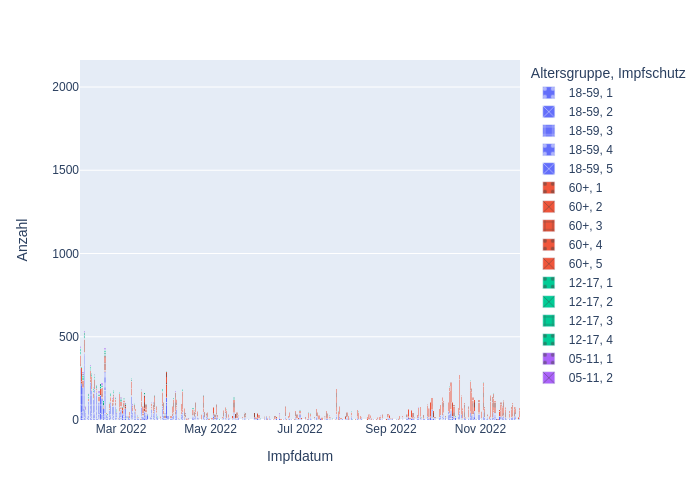 Altersgruppe, Impfschutz
18-59, 1
18-59, 2
18-59, 3
18-59, 4
18-59, 5
60+, 1
60+, 2
60+, 3
60+, 4
60+, 5
12-17, 1
12-17, 2
12-17, 3
12-17, 4
05-11, 1
05-11, 2
Anzahl
2000
1500
1000
500
0
Mar 2022
May 2022
Jul 2022
Sep 2022
Nov 2022
Impfdatum